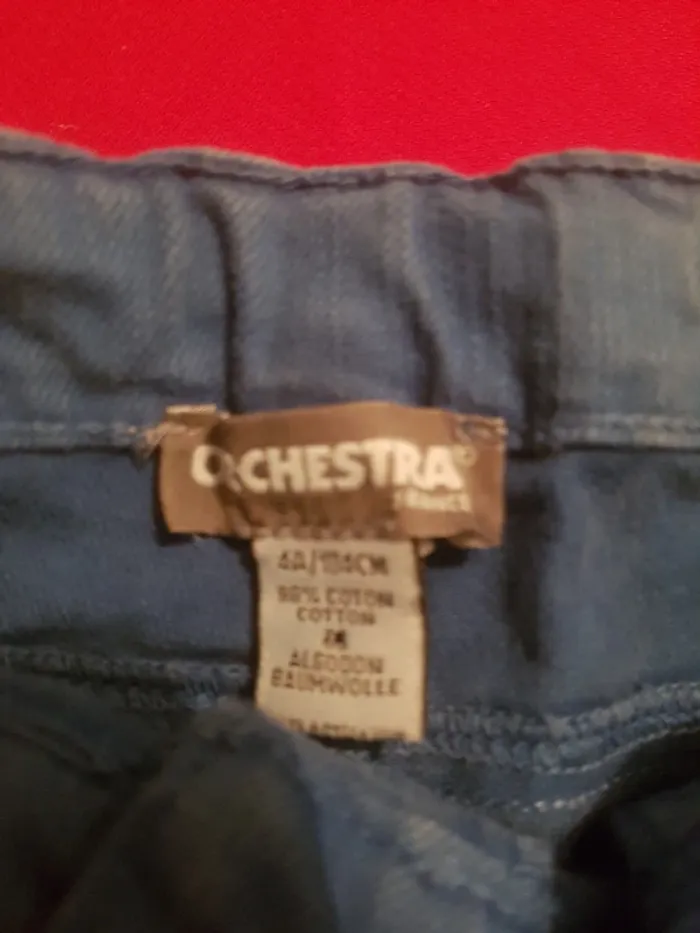 ORCHESTRA
FRANCE
4A/104CM
98% COTON
COTTON
ALGODON
BAUMWOLLE